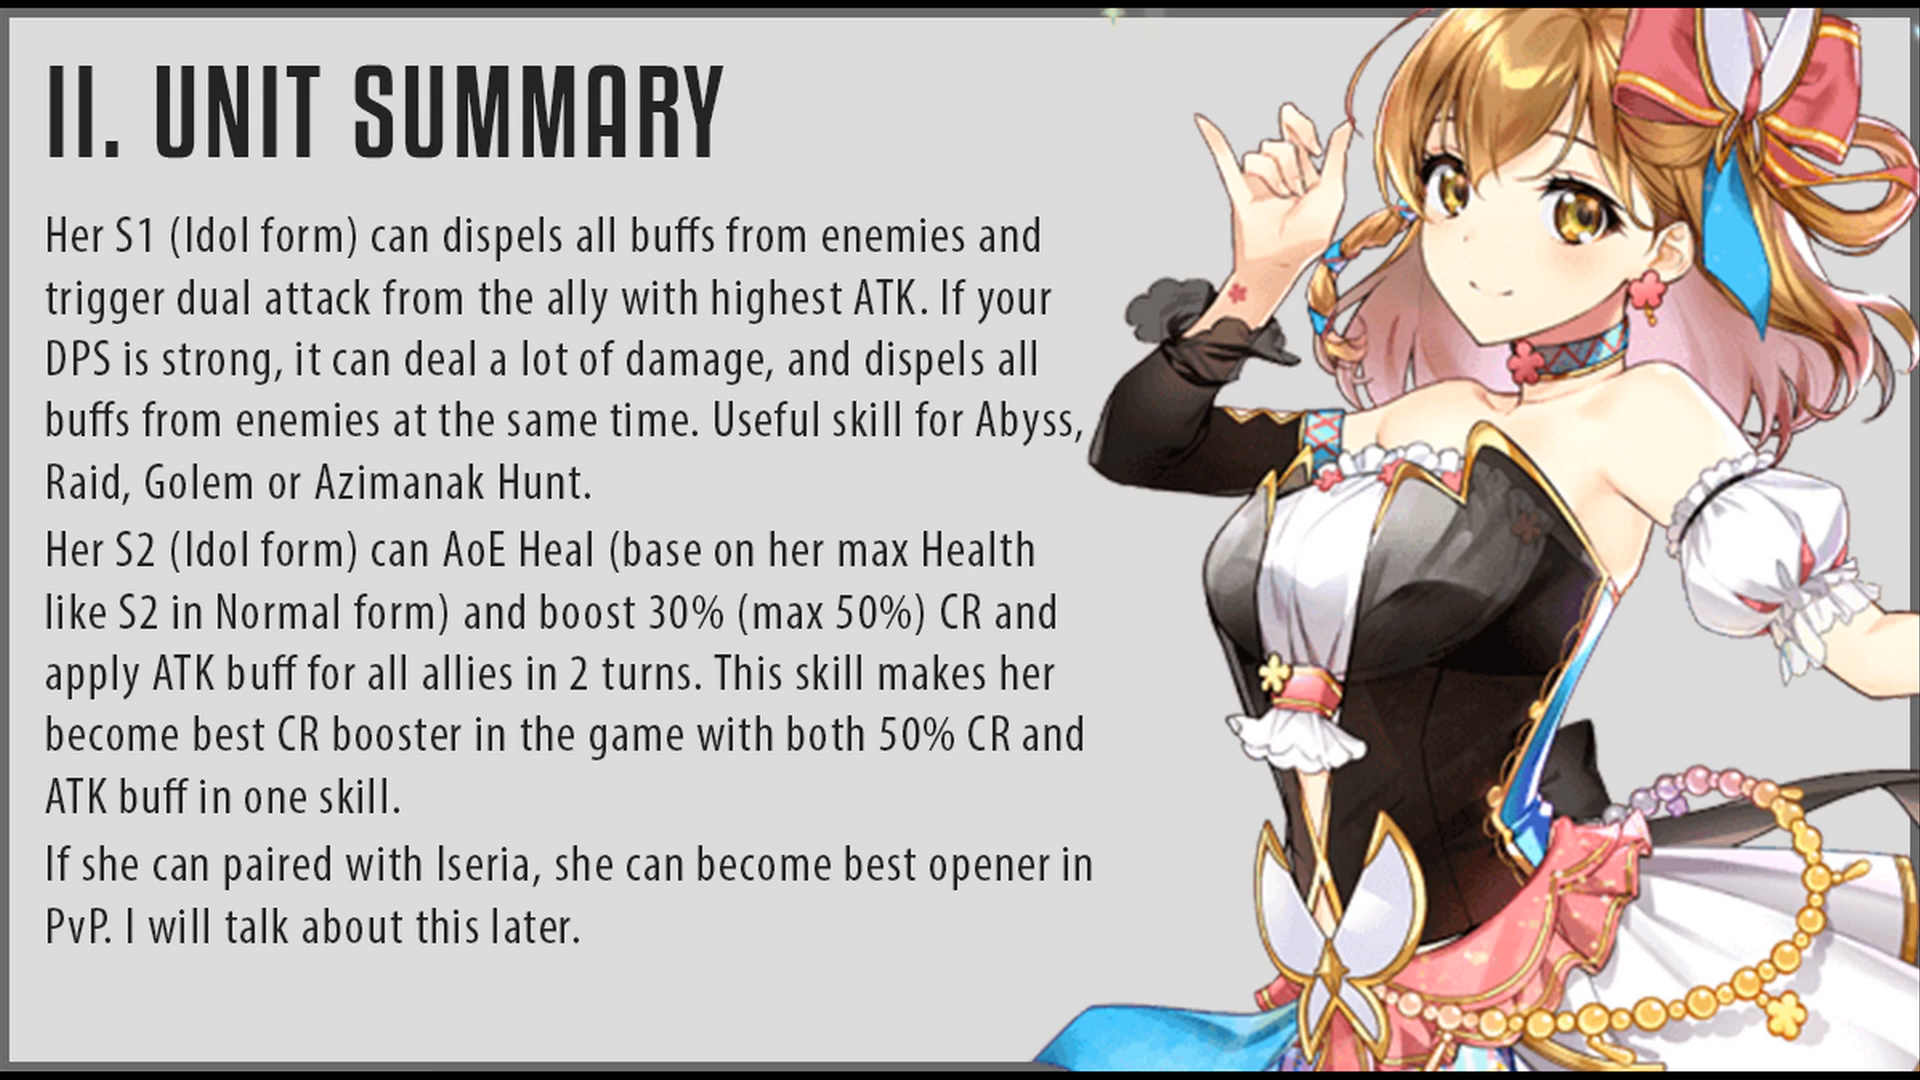 II. UNIT SUMMARY
Her S1 (Idol form) can dispels all buffs from enemies and
trigger dual attack from the ally with highest ATK. If your
DPS is strong, it can deal a lot of damage, and dispels all
buffs from enemies at the same time. Useful skill for Abyss,
Raid, Golem or Azimanak Hunt.
Her S2 (Idol form) can AoE Heal (base on her max Health
like S2 in Normal form) and boost 30% (max 50%) CR and
apply ATK buff for all allies in 2 turns. This skill makes her
become best CR booster in the game with both 50% CR and
ATK buff in one skill.
If she can paired with Iseria, she can become best opener in
PvP. I will talk about this later.